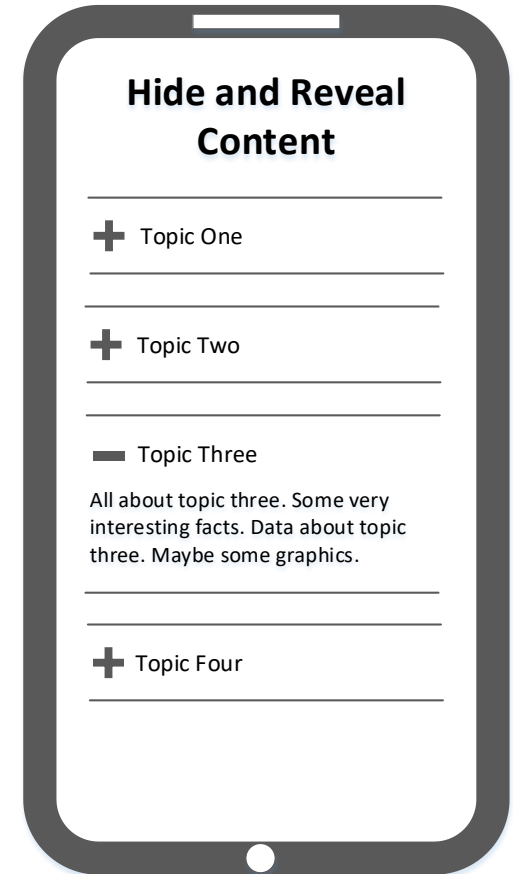 Hide and Reveal
Content
Topic One
Topic Two
Topic Three
All about topic three. Some very
interesting facts. Data about topic
three. Maybe some graphics.
Topic Four